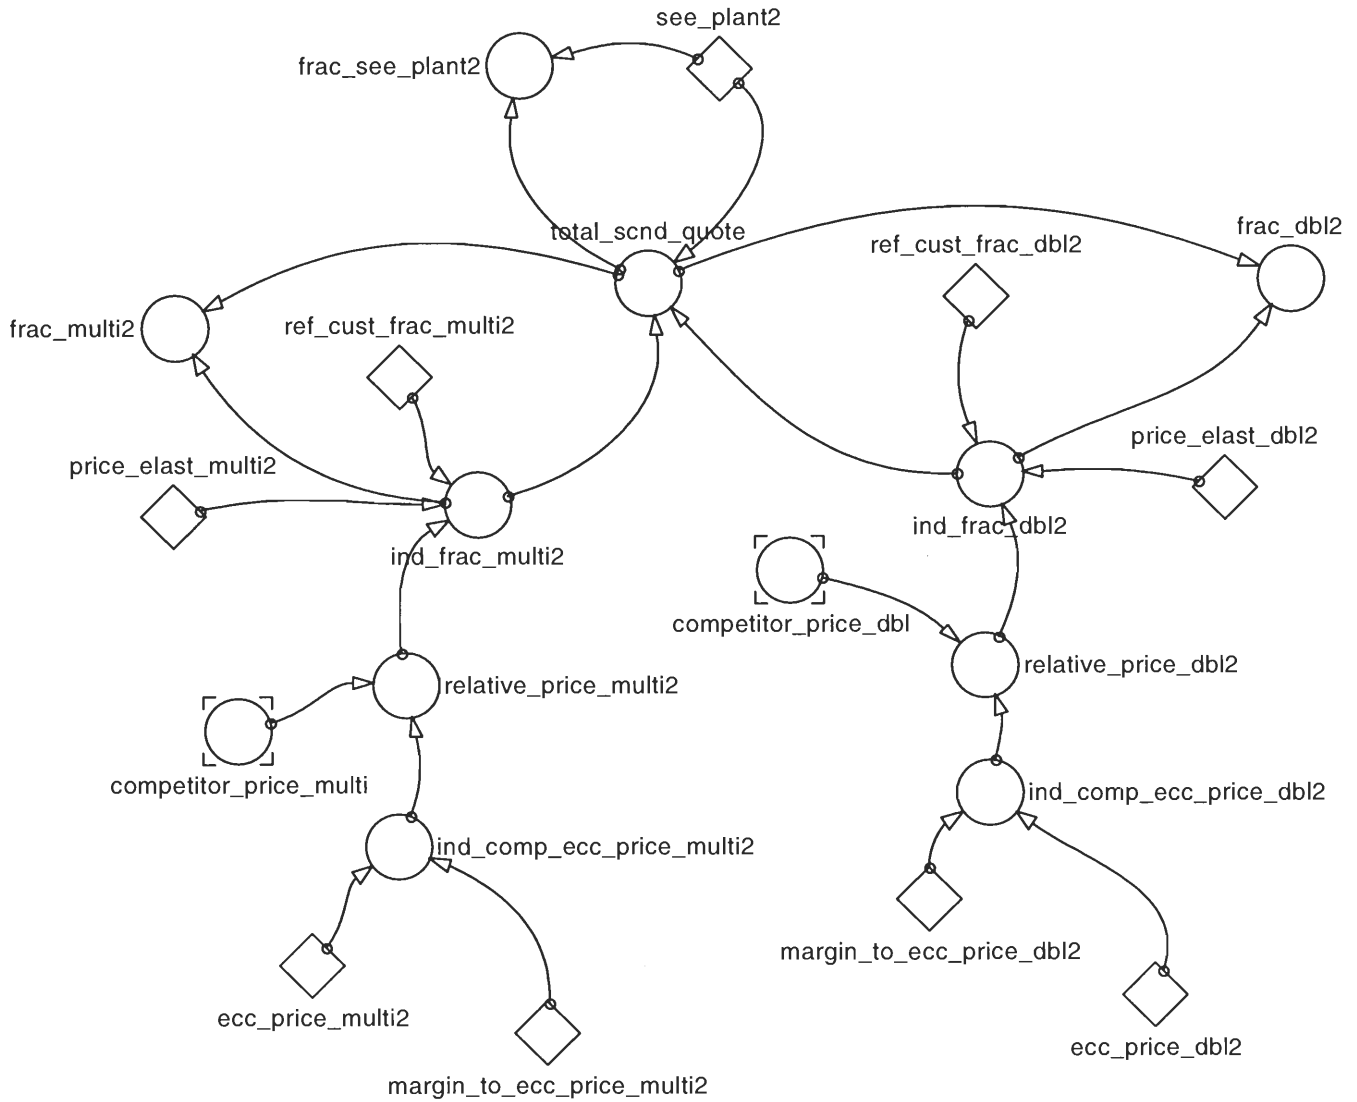 see_plant2
frac_see_plant2
frac_dbl2
total_scnd_quote
ref_cust_frac_dbl2
frac_multi2
ref_cust_frac_multi2
price_elast_dbl2
price_elast_multi2
ind_frac_dbl2
ind_frac_multi2
competitor_price_dbl
relative_price_dbl2
relative_price_multi2
competitor_price_multi
ind_comp_ecc_price_dbl2
ind_comp_ecc_price_multi2
margin_to_ecc_price_dbl2
ecc_price_multi2
ecc_price_dbl2
margin_to_ecc_price_multi2